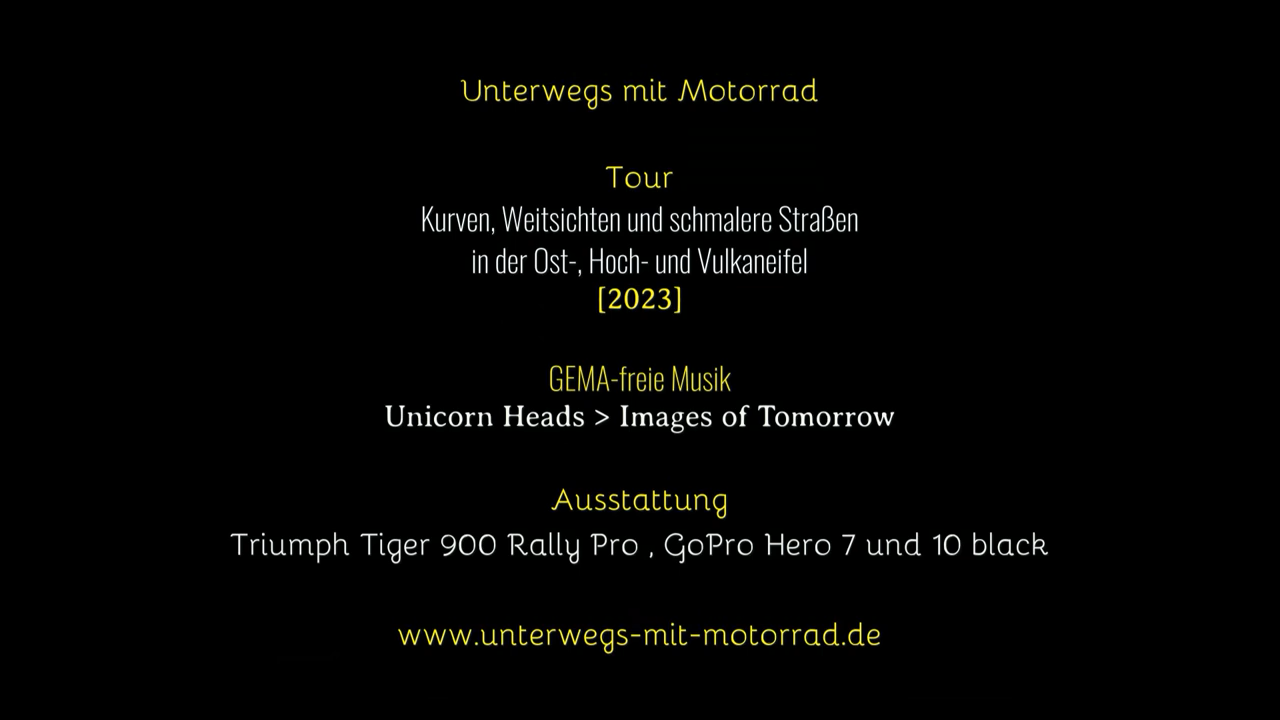 Unterwegs mit Motorrad
Tour
Kurven, Weitsichten und schmalere Straßen
in der Ost-, Hoch- und Vulkaneifel
[2023]
GEMA-freie Musik
Unicorn Heads > Images of Tomorrow
Ausstattung
Triumph Tiger 900 Rally Pro , GoPro Hero 7 und 10 black
www.unterwegs-mit-motorrad.de